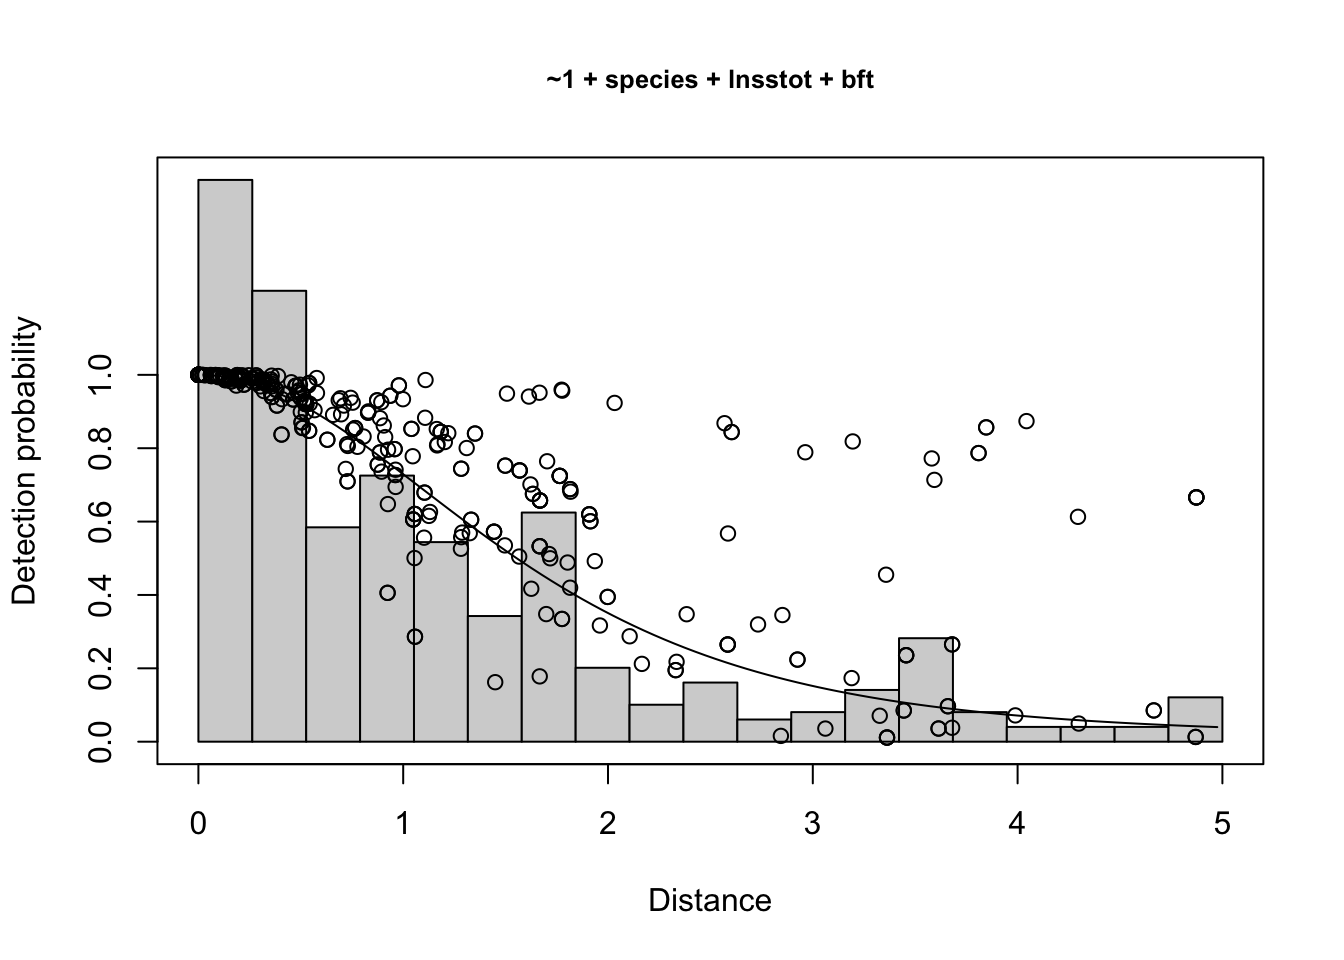 ~1 + species + lnsstot + bft
Detection probability
1.0
0.8
0.6
0.4
0.2
0.0
0 1 2 3 4 5
Distance